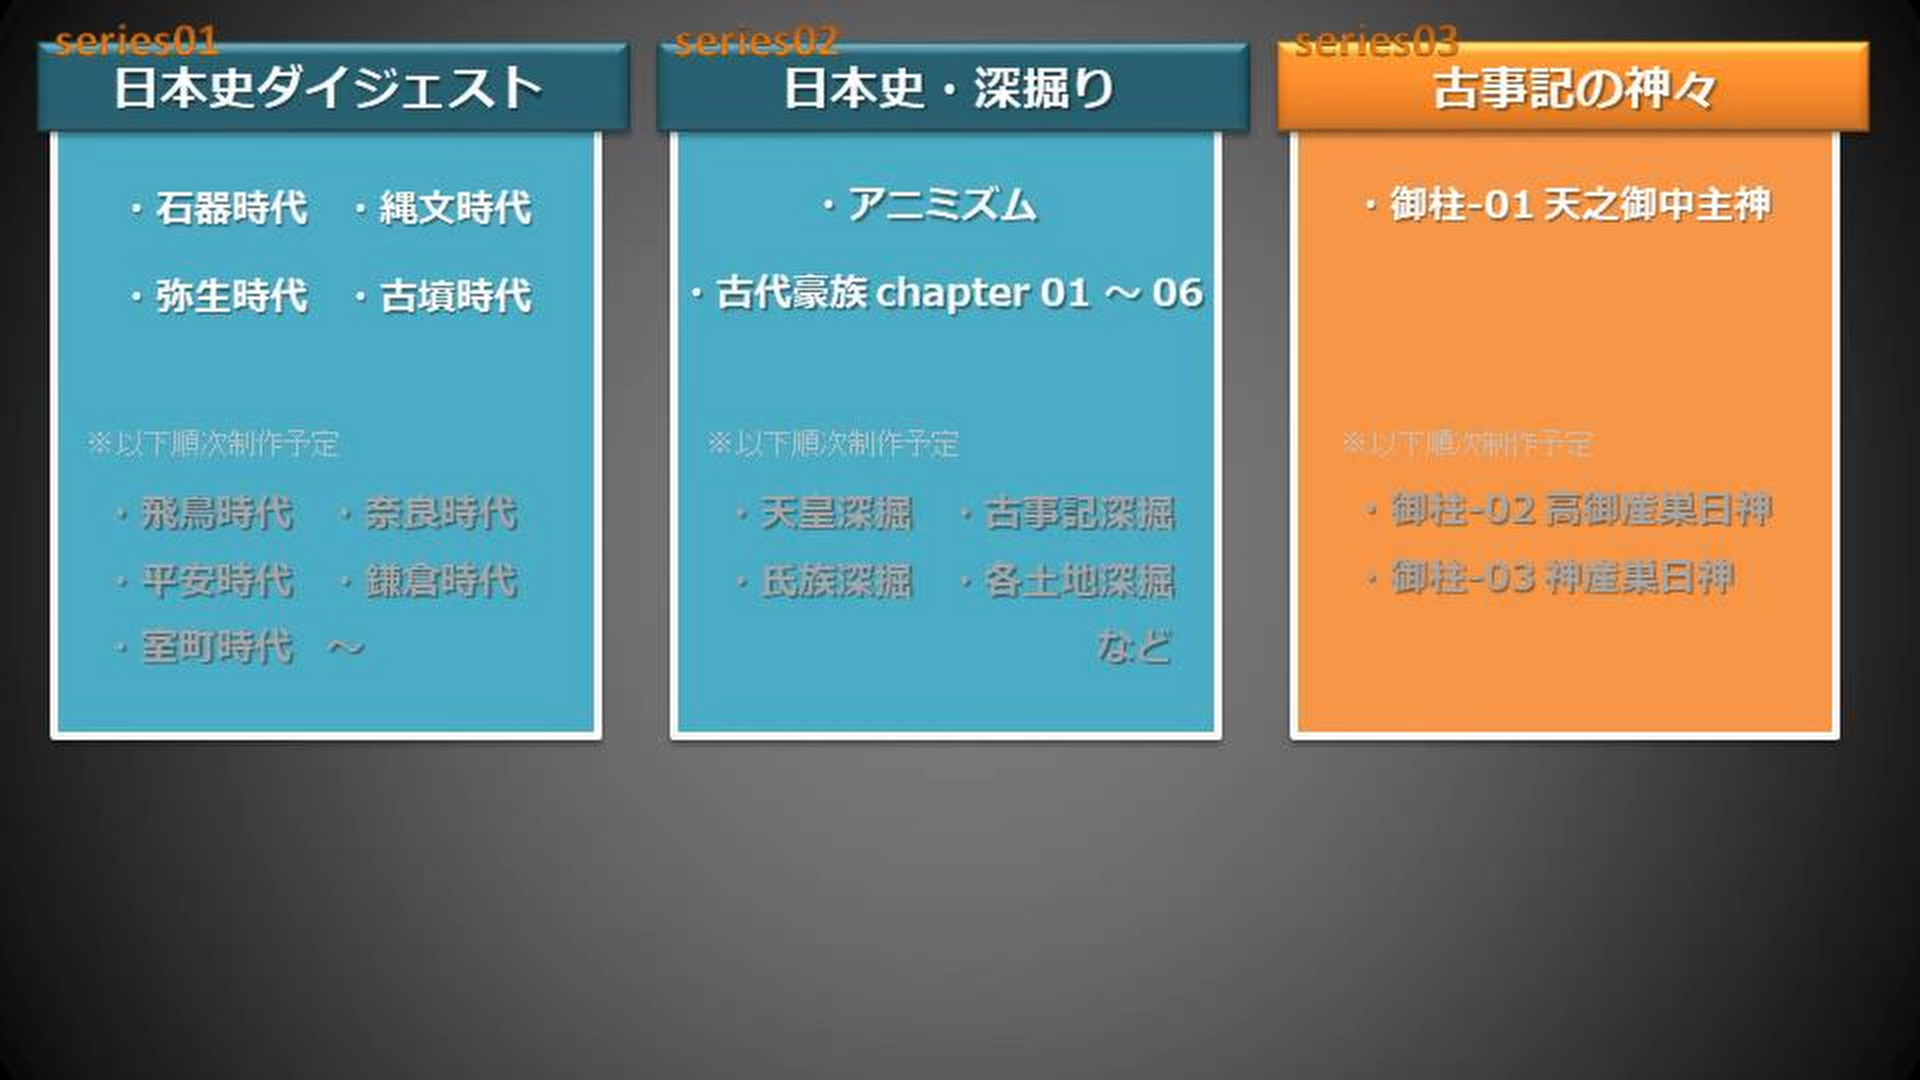 series01
日本史ダイジェスト
・石器時代　・縄文時代
・弥生時代　・古墳時代
※以下順次制作予定
・飛鳥時代　・奈良時代
・平安時代　・鎌倉時代
・室町時代　～
series02
日本史・深掘り
・アニミズム
・古代豪族 chapter 01 ～ 06
※以下順次制作予定
・天皇深掘　・古事記深掘
・氏族深掘　・各土地深掘
など
series03
古事記の神々
・御柱-01 天之御中主神
※以下順次制作予定
・御柱-02 高御産巣日神
・御柱-03 神産巣日神